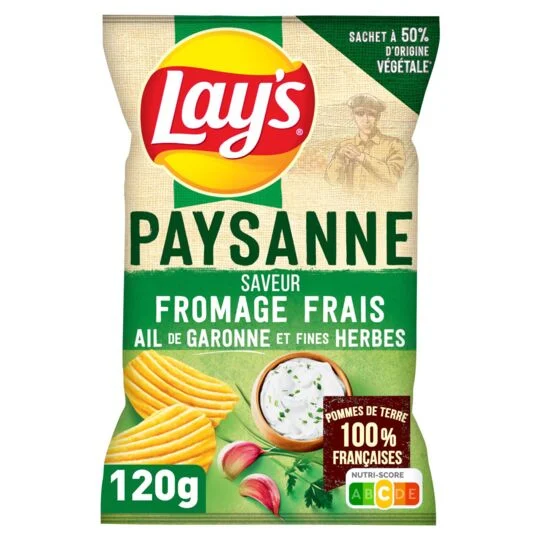 SACHET À 50%
D'ORIGINE
VÉGÉTALE*
Lay's®
PAYSANNE
SAVEUR
FROMAGE FRAIS
AIL DE GARONNE ET FINES HERBES
POMMES DE TERRE
100%
FRANÇAISES
NUTRI-SCORE
A B C D E
120g